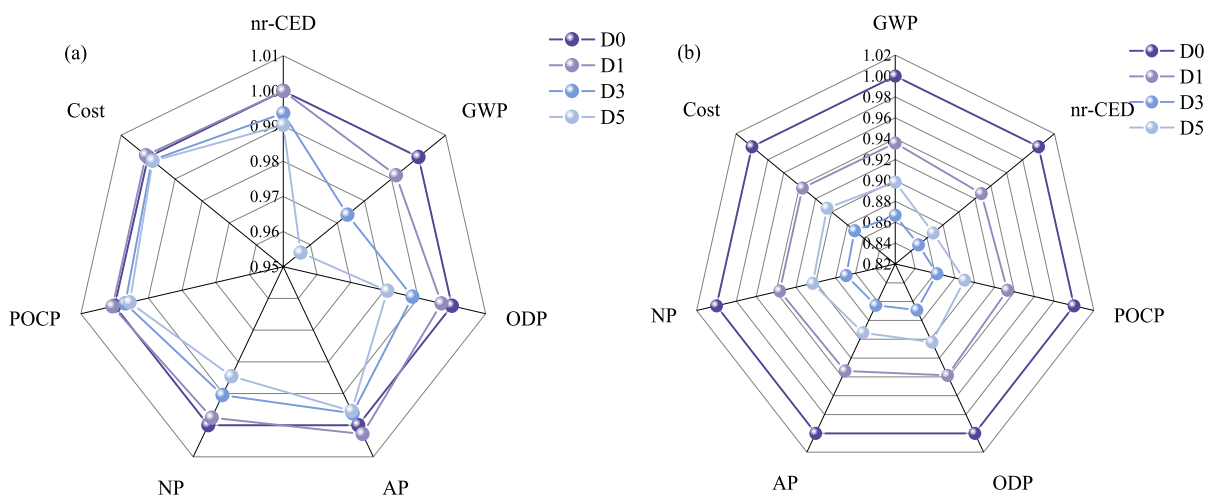 (a)
nr-CED
GWP
ODP
AP
NP
POCP
Cost
1.01
1.00
0.99
0.98
0.97
0.96
0.95
D0
D1
D3
D5
(b)
GWP
nr-CED
POCP
ODP
AP
NP
Cost
1.02
1.00
0.98
0.96
0.94
0.92
0.90
0.88
0.86
0.84
0.82
D0
D1
D3
D5